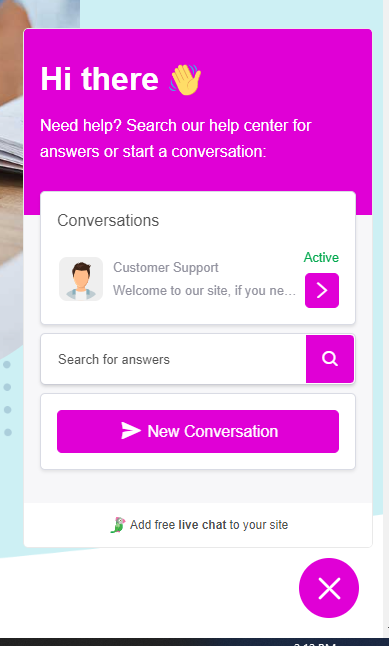 Hi there 👋
Need help? Search our help center for
answers or start a conversation:
Conversations
Active
Customer Support
Welcome to our site, if you ne...
Search for answers
New Conversation
Add free live chat to your site